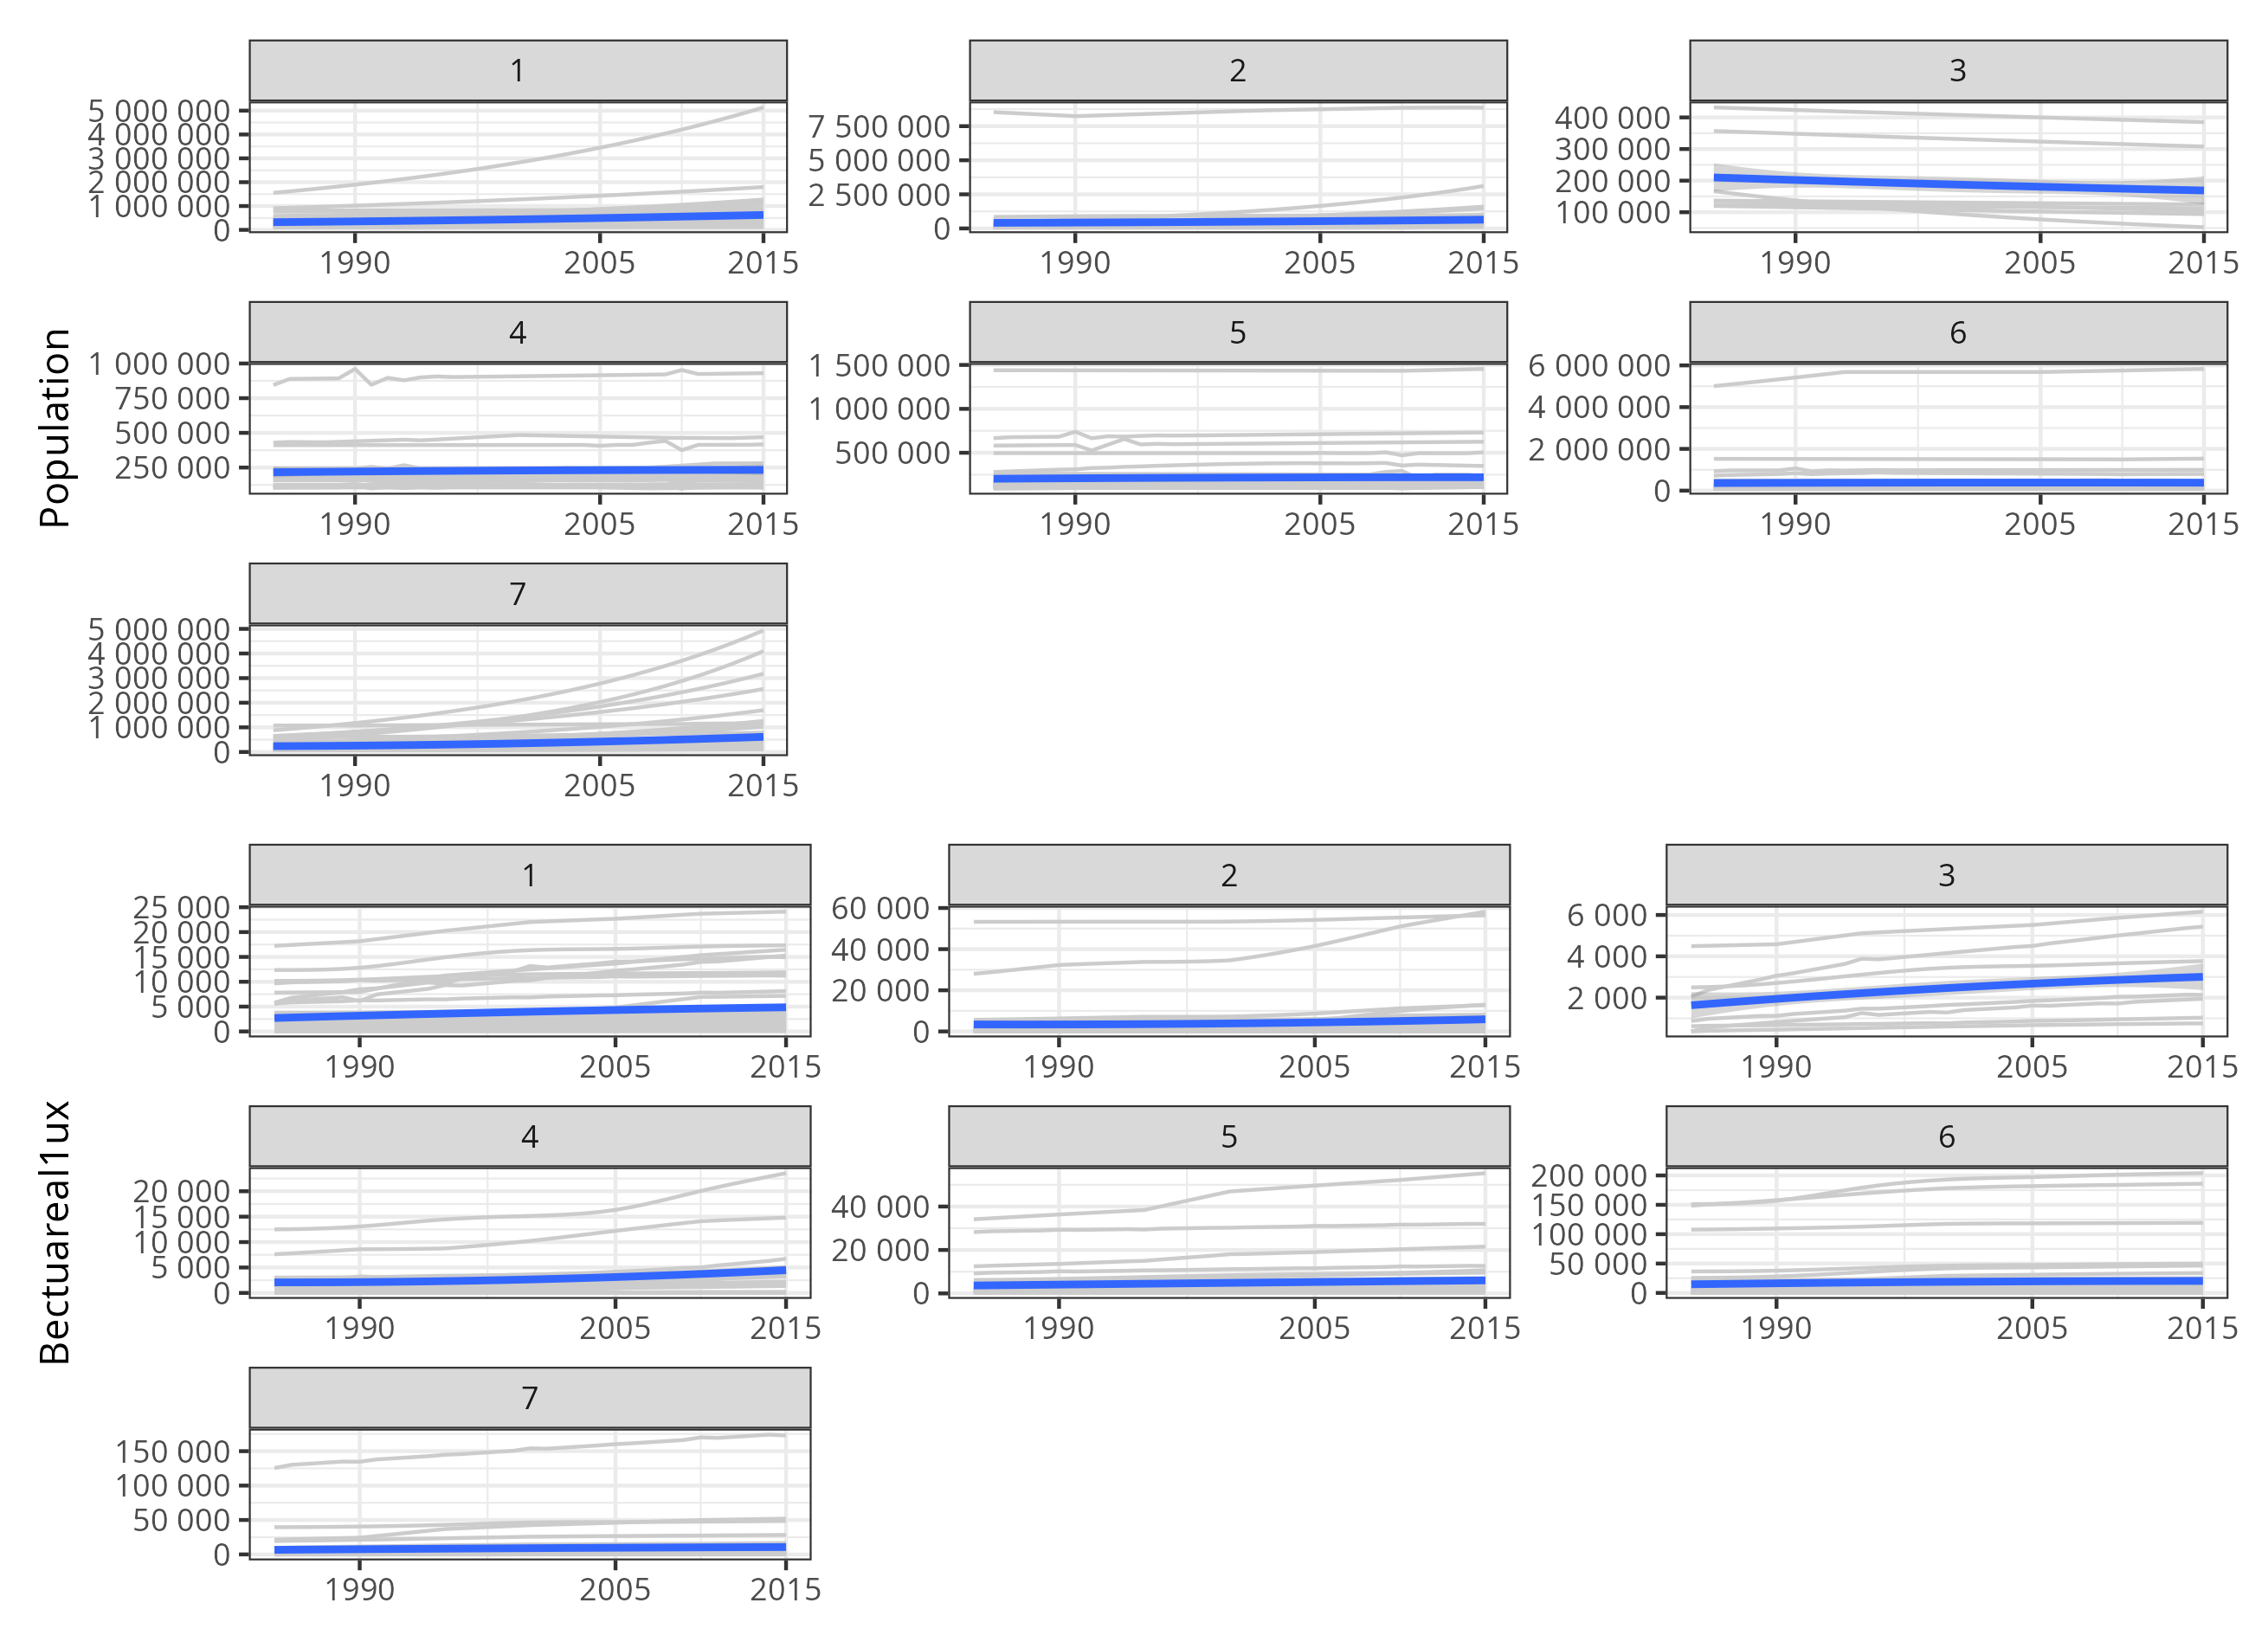 Population
1
5 000 000
4 000 000
3 000 000
2 000 000
1 000 000
0
1990 2005 2015
2
7 500 000
5 000 000
2 500 000
0
1990 2005 2015
3
400 000
300 000
200 000
100 000
1990 2005 2015
4
1 000 000
750 000
500 000
250 000
1990 2005 2015
5
1 500 000
1 000 000
500 000
1990 2005 2015
6
6 000 000
4 000 000
2 000 000
0
1990 2005 2015
7
5 000 000
4 000 000
3 000 000
2 000 000
1 000 000
0
1990 2005 2015
Bectuareal1ux
1
25 000
20 000
15 000
10 000
5 000
0
1990 2005 2015
2
60 000
40 000
20 000
0
1990 2005 2015
3
6 000
4 000
2 000
1990 2005 2015
4
20 000
15 000
10 000
5 000
0
1990 2005 2015
5
40 000
20 000
0
1990 2005 2015
6
200 000
150 000
100 000
50 000
0
1990 2005 2015
7
150 000
100 000
50 000
0
1990 2005 2015